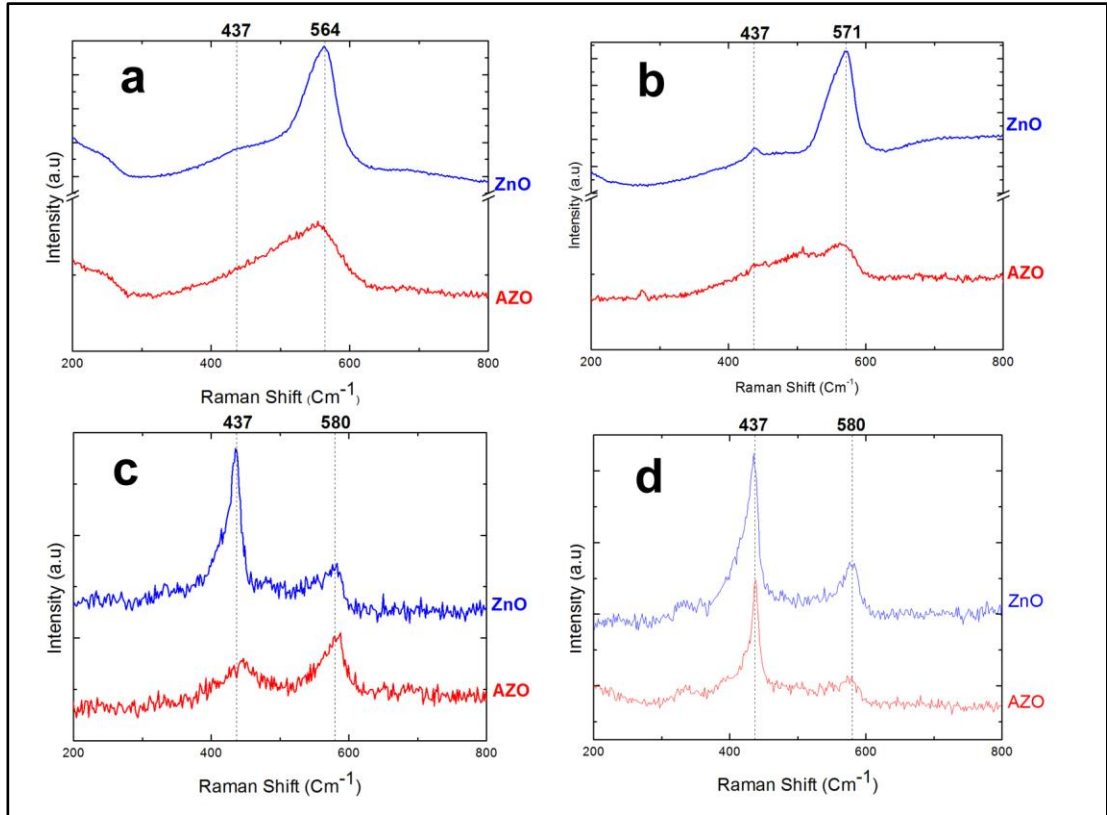 437 564
a
ZnO
AZO
Intensity (a.u)
200 400 600 800
Raman Shift (Cm⁻¹)
437 571
b
ZnO
AZO
Intensity (a.u)
200 400 600 800
Raman Shift (Cm⁻¹)
437 580
c
ZnO
AZO
Intensity (a.u)
200 400 600 800
Raman Shift (Cm⁻¹)
437 580
d
ZnO
AZO
Intensity (a.u)
200 400 600 800
Raman Shift (Cm⁻¹)